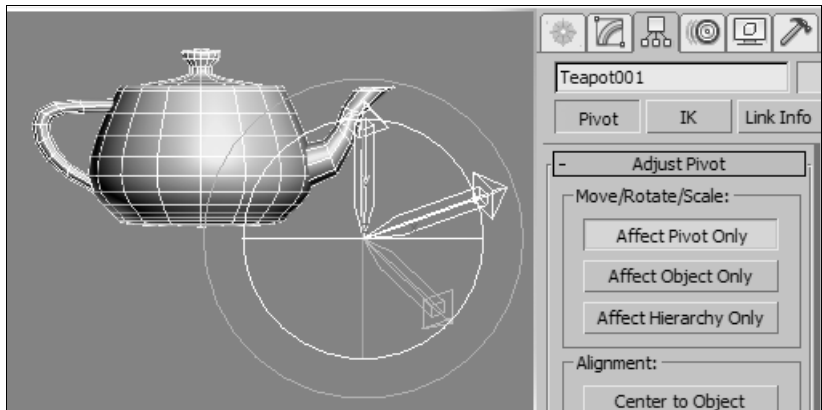 Teapot001
Pivot IK Link Info
- Adjust Pivot
Move/Rotate/Scale:
Affect Pivot Only
Affect Object Only
Affect Hierarchy Only
Alignment:
Center to Object